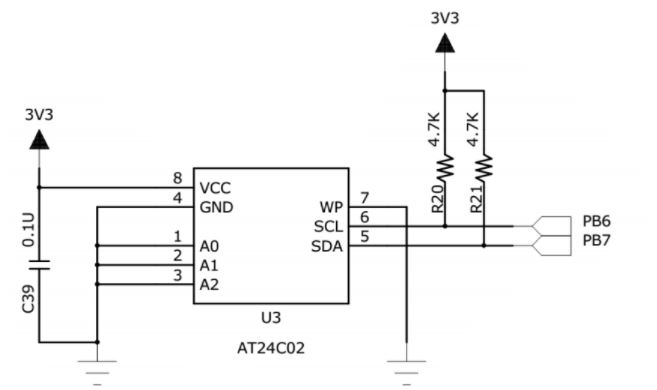 3V3
3V3
4.7K
4.7K
R20
R21
0.1U
C39
8
VCC
4
GND
1
A0
2
A1
3
A2
WP
7
SCL
6
SDA
5
PB6
PB7
U3
AT24C02